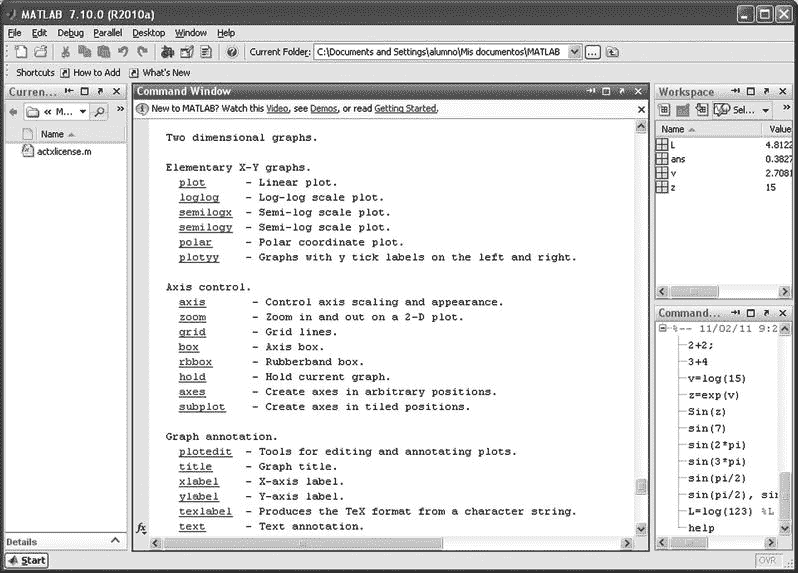 MATLAB 7.10.0 (R2010a)
File Edit Debug Parallel Desktop Window Help
Current Folder: C:\Documents and Settings\alumno\Mis documentos\MATLAB
Shortcuts How to Add What's New
Curren...
« M...
Name
actxlicense.m
Details
Command Window
New to MATLAB? Watch this Video, see Demos, or read Getting Started.
Two dimensional graphs.
Elementary X-Y graphs.
plot - Linear plot.
loglog - Log-log scale plot.
semilogx - Semi-log scale plot.
semilogy - Semi-log scale plot.
polar - Polar coordinate plot.
plotyy - Graphs with y tick labels on the left and right.
Axis control.
axis - Control axis scaling and appearance.
zoom - Zoom in and out on a 2-D plot.
grid - Grid lines.
box - Axis box.
rbbox - Rubberband box.
hold - Hold current graph.
axes - Create axes in arbitrary positions.
subplot - Create axes in tiled positions.
Graph annotation.
plotedit - Tools for editing and annotating plots.
title - Graph title.
xlabel - X-axis label.
ylabel - Y-axis label.
texlabel - Produces the TeX format from a character string.
text - Text annotation.
fx
Workspace
Sel...
Name Value
L 4.8122
ans 0.3827
v 2.7081
z 15
Command...
%-- 11/02/11 9:2
2+2;
3+4
v=log(15)
z=exp(v)
Sin(z)
sin(7)
sin(2*pi)
sin(3*pi)
sin(pi/2)
sin(pi/2), sin
L=log(123) %L
help
Start
OVR